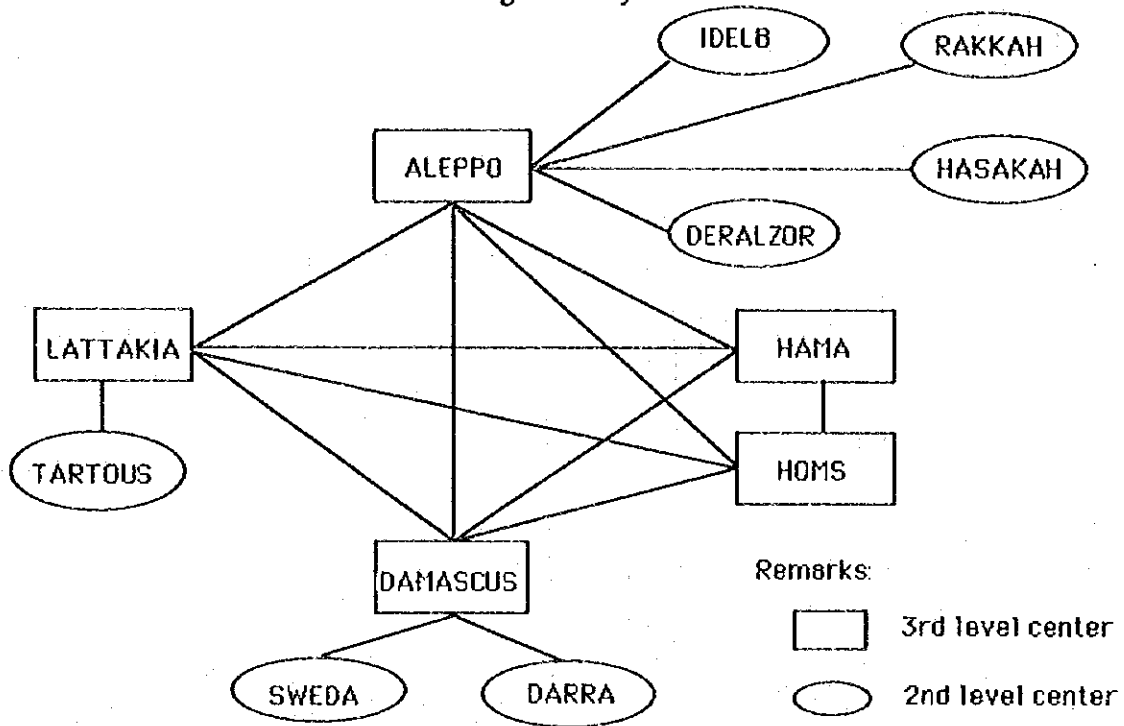 IDELB
RAKKAH
ALEPPO
HASAKAH
DERALZOR
LATTAKIA
HAMA
TARTOUS
HOMS
DAMASCUS
Remarks:
3rd level center
SWEDA
DARRA
2nd level center